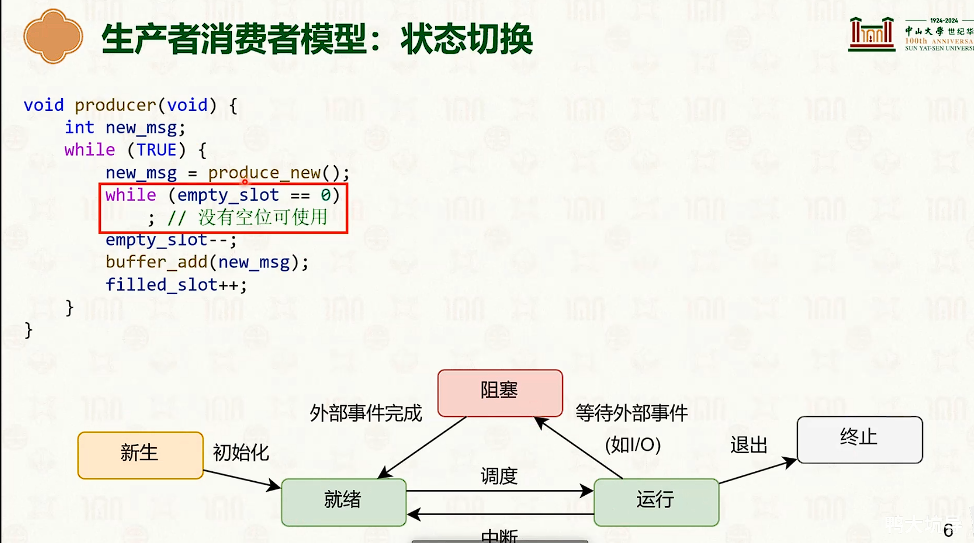 生产者消费者模型：状态切换
1924-2024
中山大学 世纪华
100th ANNIVERSA
SUN YAT-SEN UNIVERSI
void producer(void) {
int new_msg;
while (TRUE) {
new_msg = produce_new();
while (empty_slot == 0)
; // 没有空位可使用
empty_slot--;
buffer_add(new_msg);
filled_slot++;
}
}
阻塞
外部事件完成
等待外部事件
(如I/O)
新生
初始化
退出
终止
就绪
调度
运行
中断
6